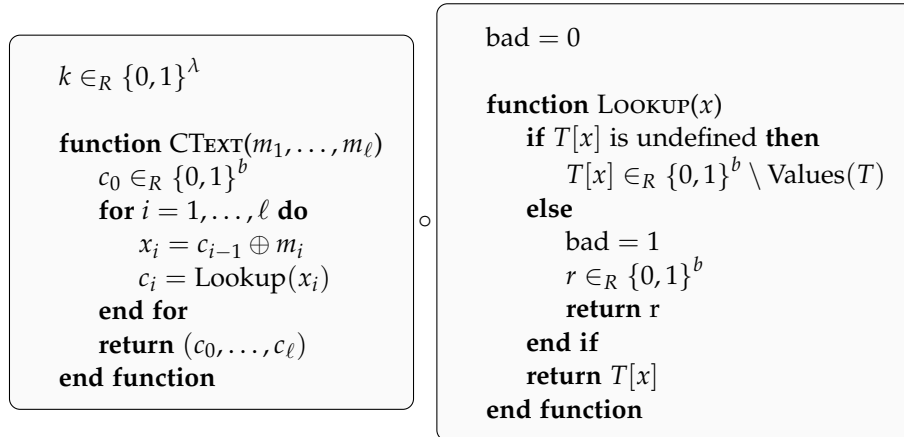 k ∈_R {0, 1}^λ
function CTEXT(m_1, . . . , m_ℓ)
c_0 ∈_R {0, 1}^b
for i = 1, . . . , ℓ do
x_i = c_{i−1} ⊕ m_i
c_i = Lookup(x_i)
end for
return (c_0, . . . , c_ℓ)
end function
∘
bad = 0
function LOOKUP(x)
if T[x] is undefined then
T[x] ∈_R {0, 1}^b \ Values(T)
else
bad = 1
r ∈_R {0, 1}^b
return r
end if
return T[x]
end function